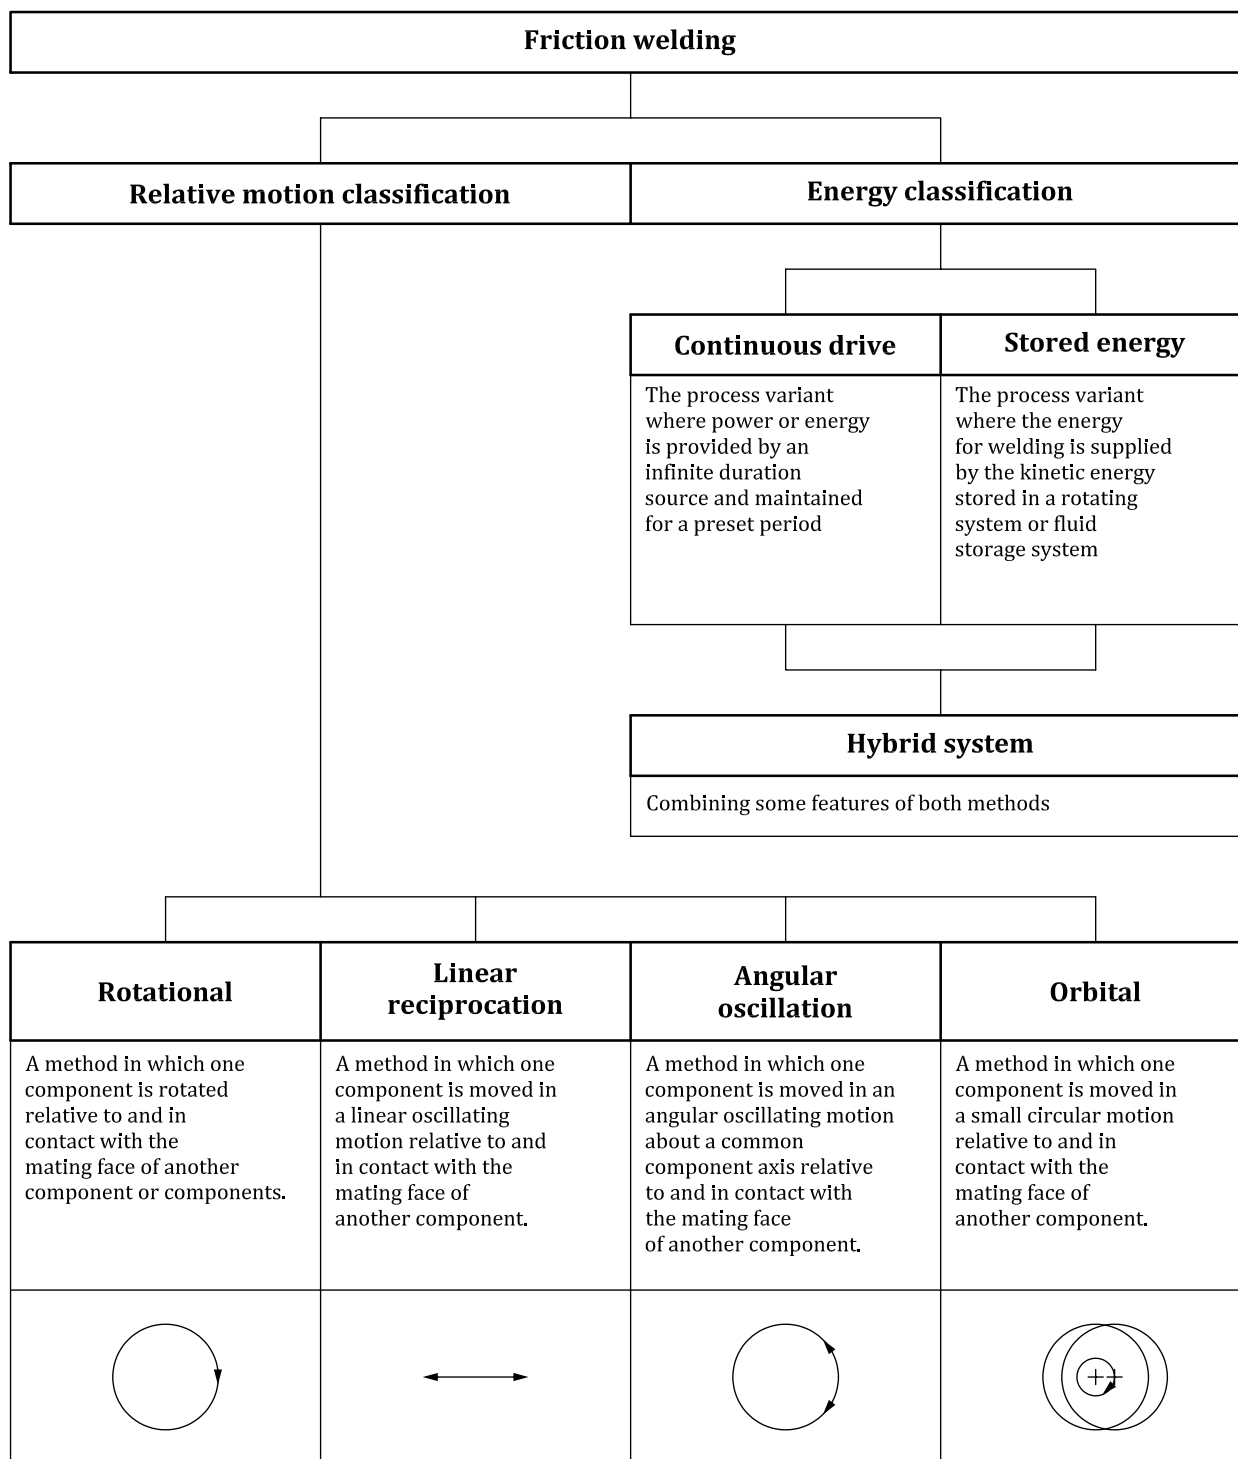 Friction welding
Relative motion classification
Energy classification
Continuous drive
The process variant
where power or energy
is provided by an
infinite duration
source and maintained
for a preset period
Stored energy
The process variant
where the energy
for welding is supplied
by the kinetic energy
stored in a rotating
system or fluid
storage system
Hybrid system
Combining some features of both methods
Rotational
A method in which one
component is rotated
relative to and in
contact with the
mating face of another
component or components.
Linear
reciprocation
A method in which one
component is moved in
a linear oscillating
motion relative to and
in contact with the
mating face of
another component.
Angular
oscillation
A method in which one
component is moved in an
angular oscillating motion
about a common
component axis relative
to and in contact with
the mating face
of another component.
Orbital
A method in which one
component is moved in
a small circular motion
relative to and in
contact with the
mating face of
another component.